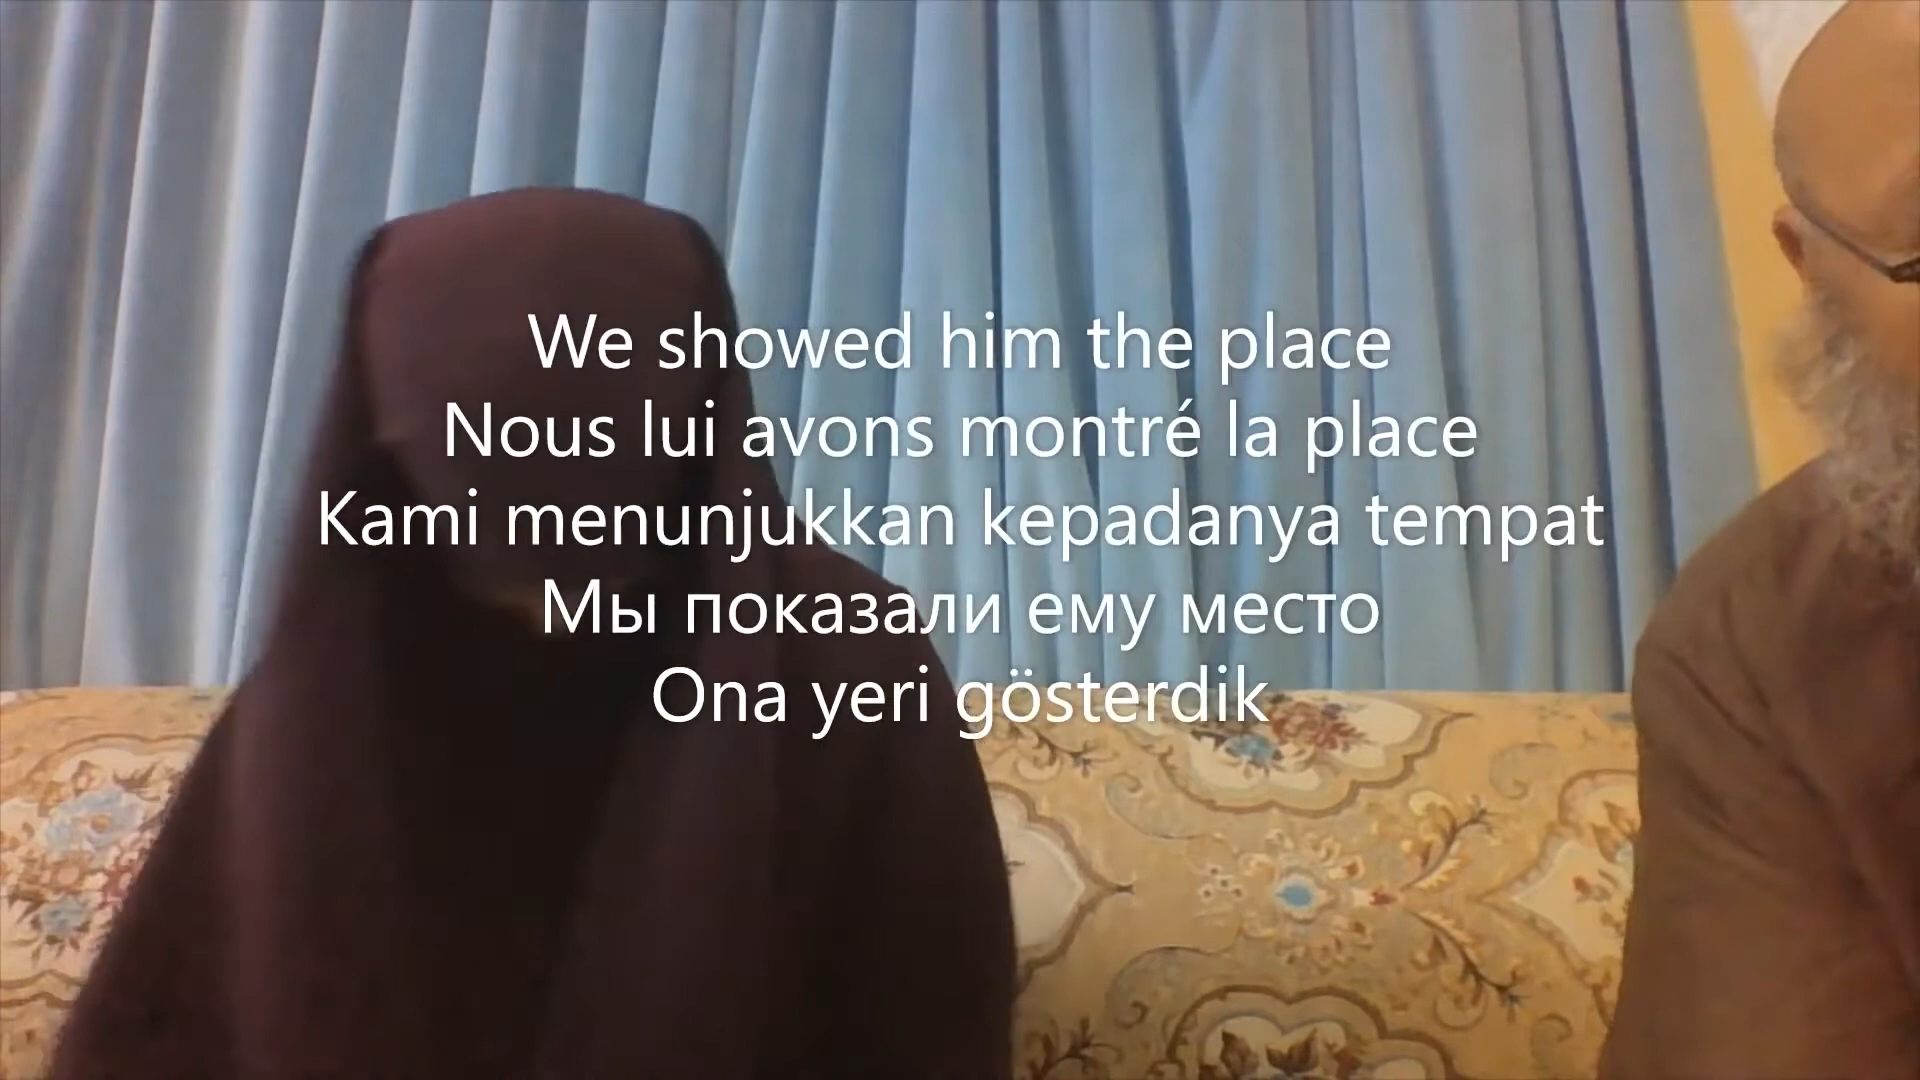 We showed him the place
Nous lui avons montré la place
Kami menunjukkan kepadanya tempat
Мы показали ему место
Ona yeri gösterdik